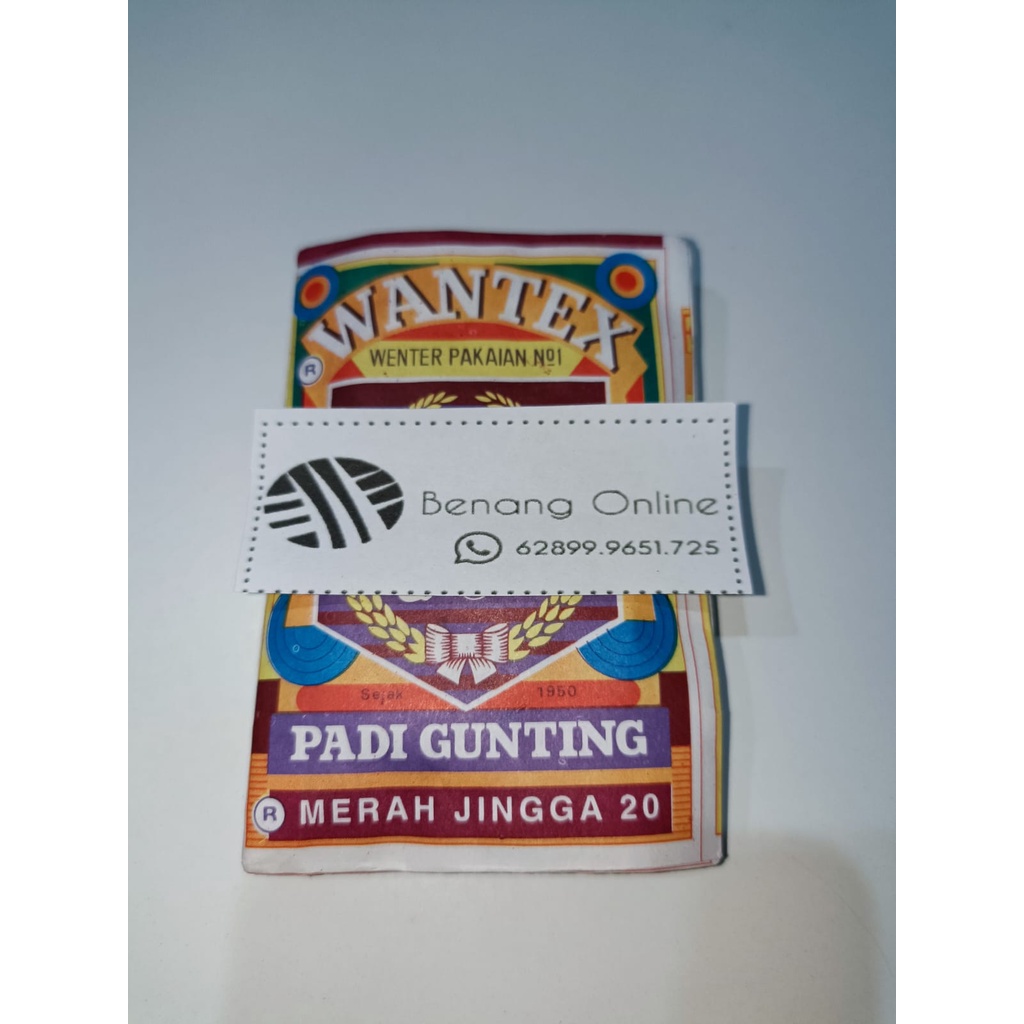 WANTEX
WENTER PAKAIAN Nº1
R
Benang Online
62899.9651.725
Sejak 1950
PADI GUNTING
R MERAH JINGGA 20